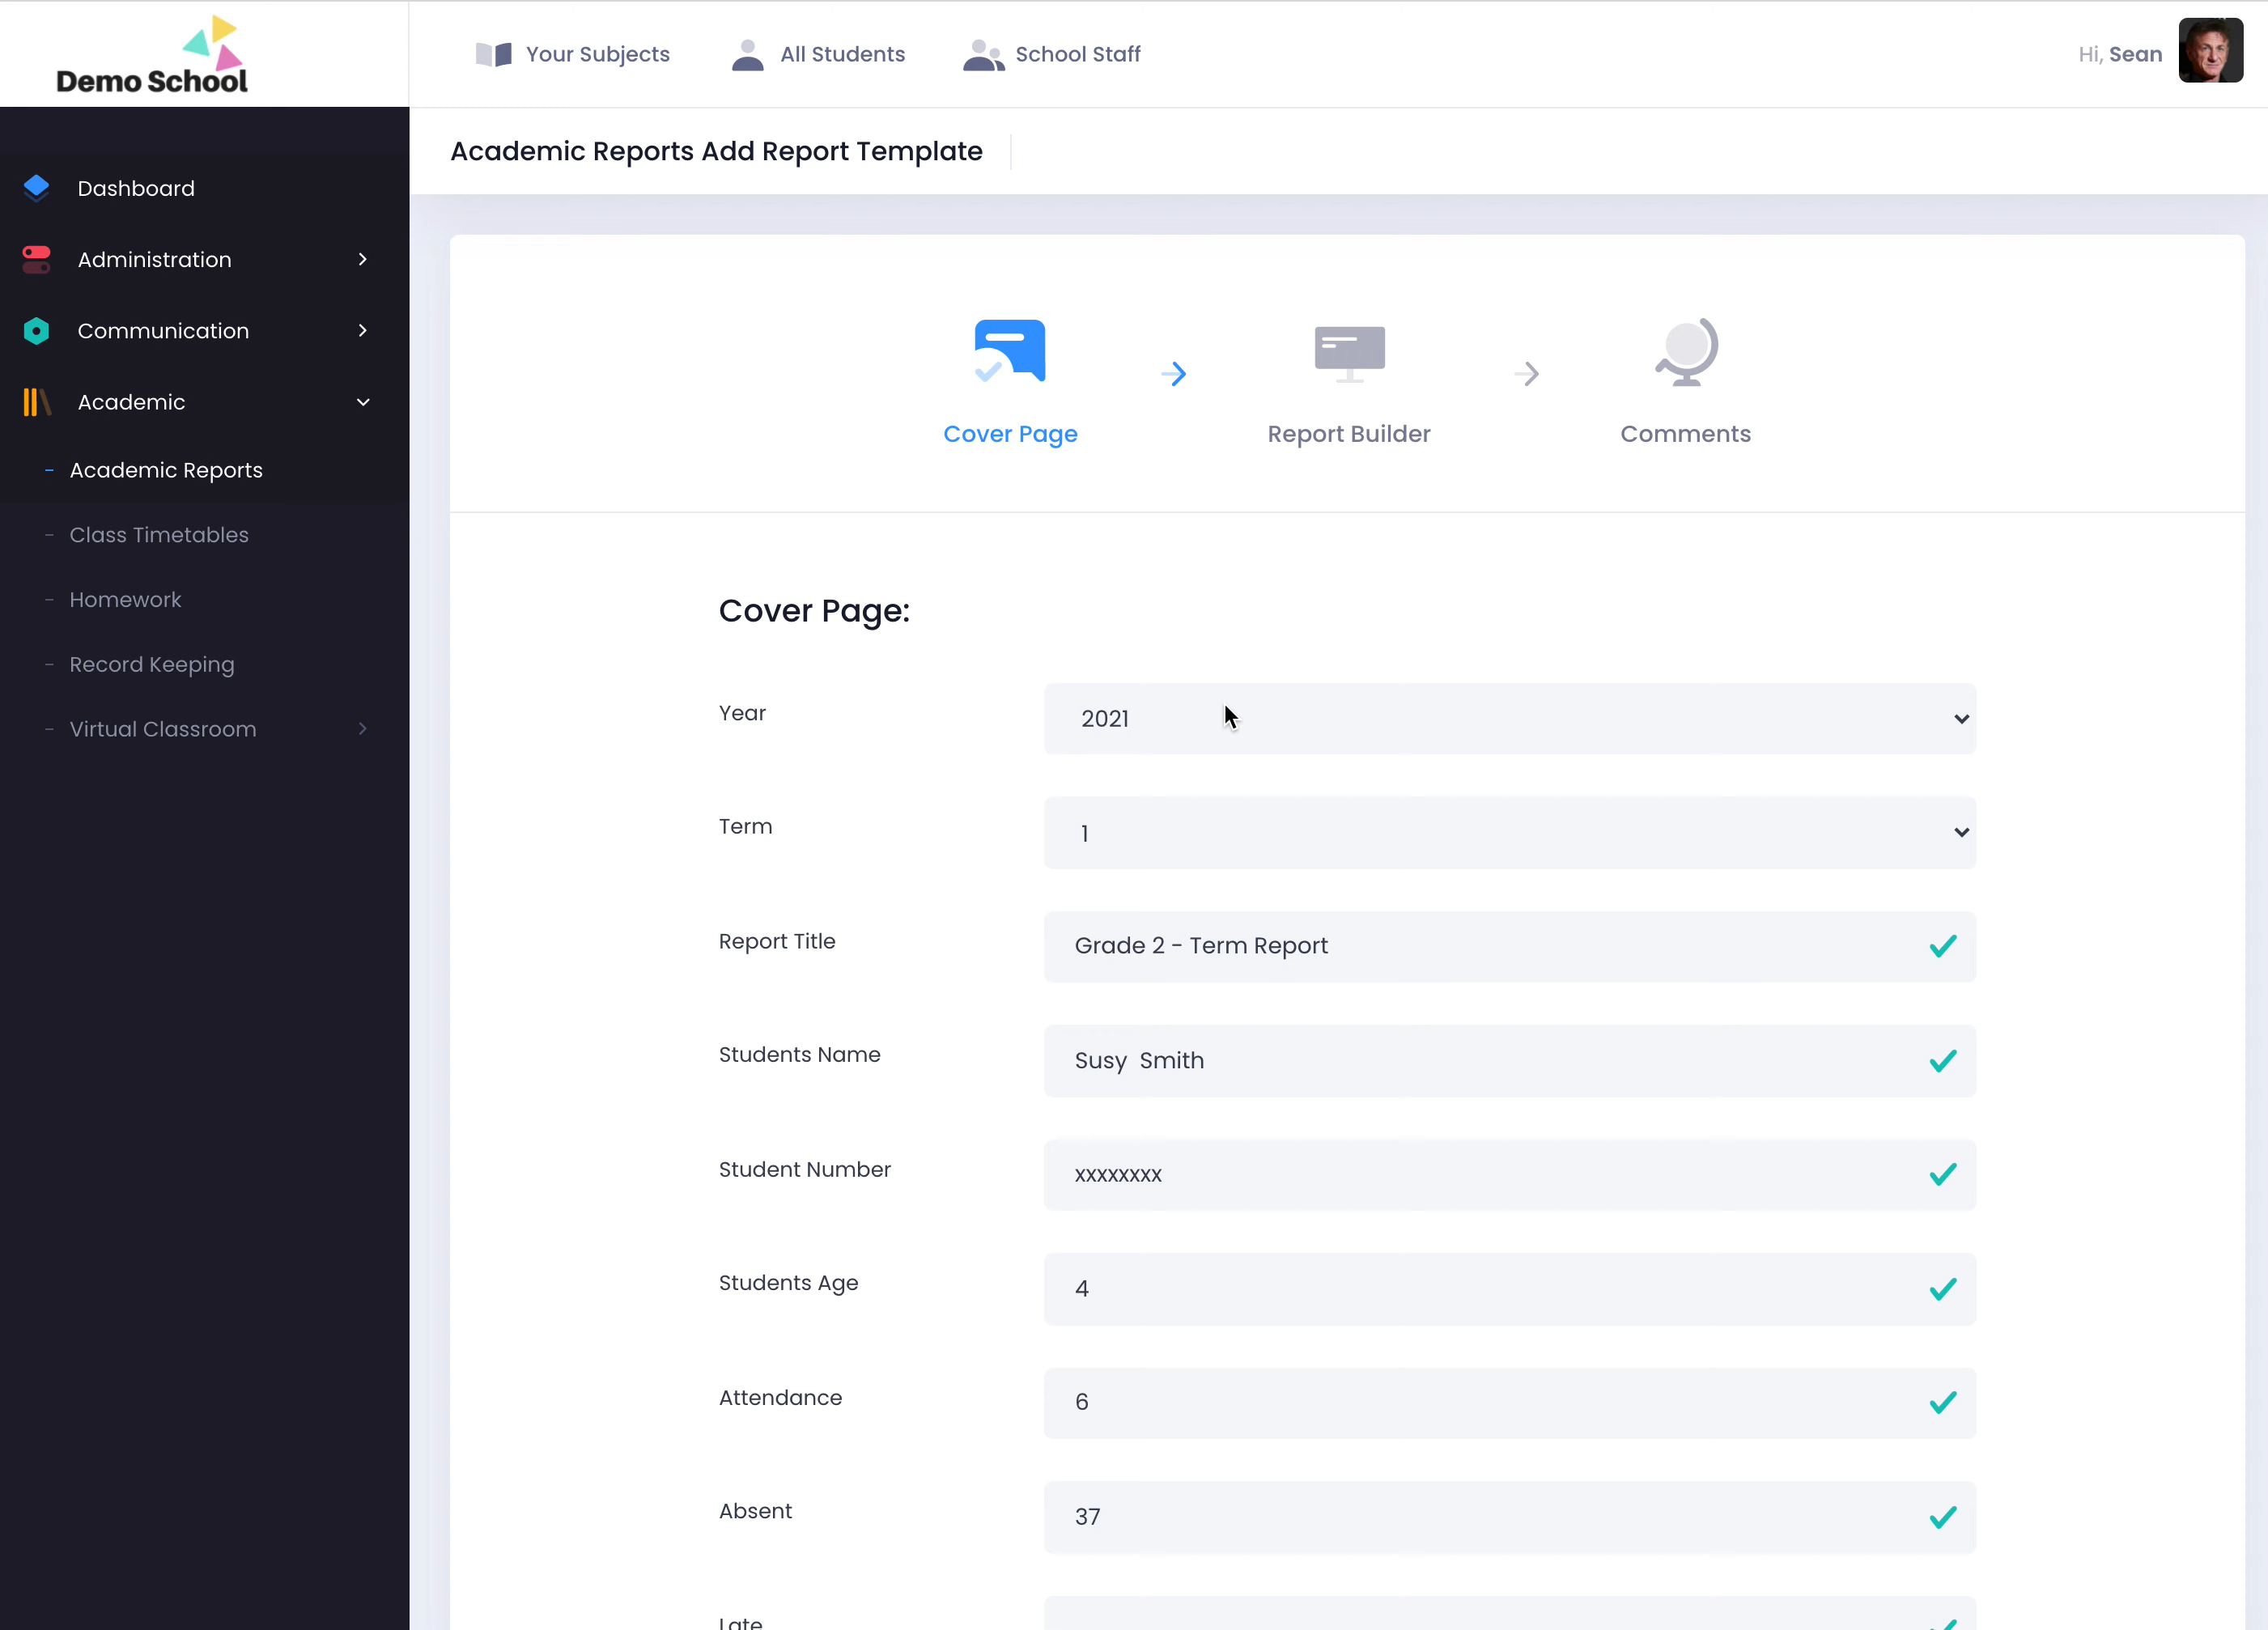 Demo School
Your Subjects
All Students
School Staff
Hi, Sean
Academic Reports Add Report Template
Dashboard
Administration
Communication
Academic
- Academic Reports
- Class Timetables
- Homework
- Record Keeping
- Virtual Classroom
Cover Page
Report Builder
Comments
Cover Page:
Year
2021
Term
1
Report Title
Grade 2 - Term Report
Students Name
Susy  Smith
Student Number
xxxxxxxx
Students Age
4
Attendance
6
Absent
37
Late